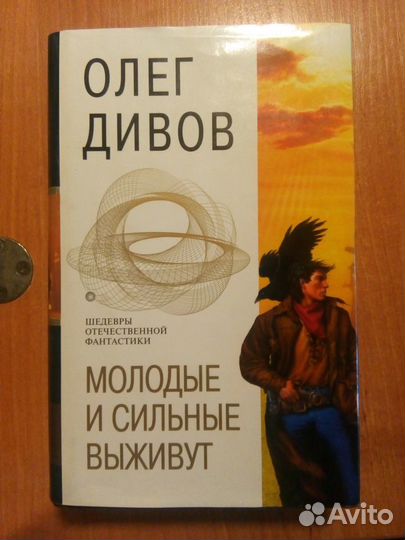 ОЛЕГ
ДИВОВ
ШЕДЕВРЫ
ОТЕЧЕСТВЕННОЙ
ФАНТАСТИКИ
МОЛОДЫЕ
И СИЛЬНЫЕ
ВЫЖИВУТ
Avito